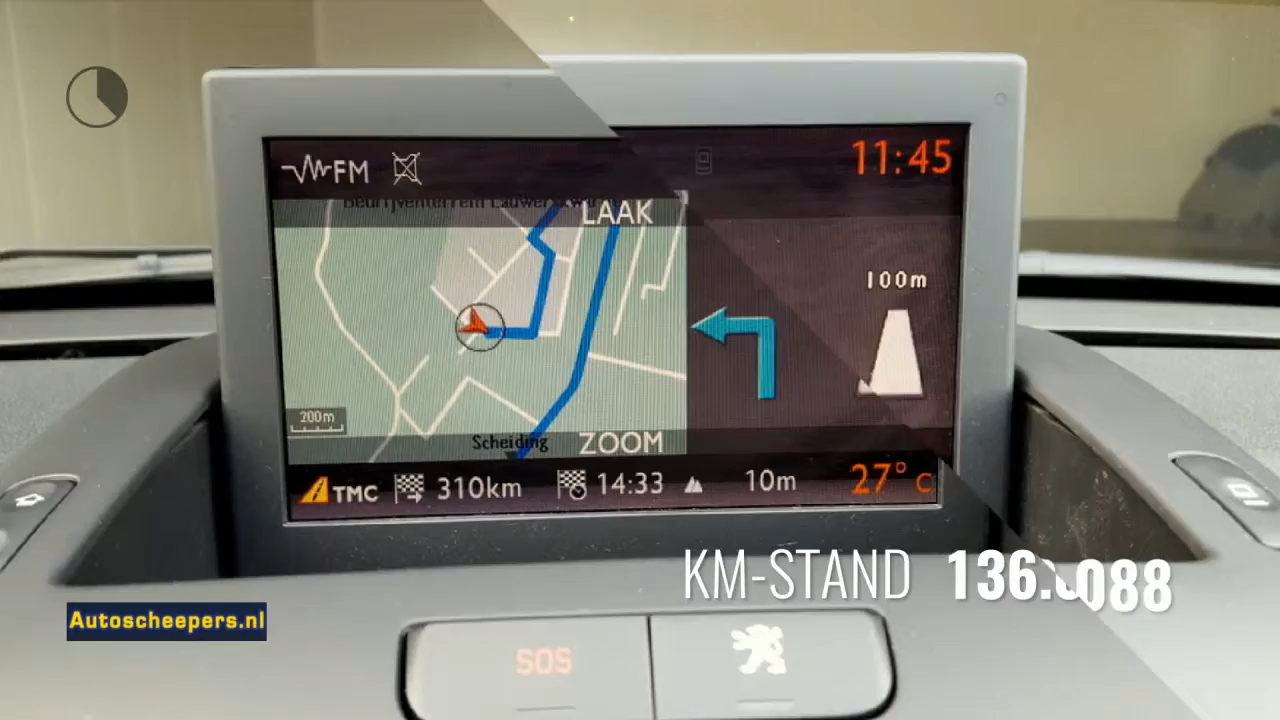 FM
11:45
LAAK
100m
200m
Scheiding
ZOOM
TMC 310km 14:33 10m 27° C
KM-STAND
Autoscheepers.nl
SOS